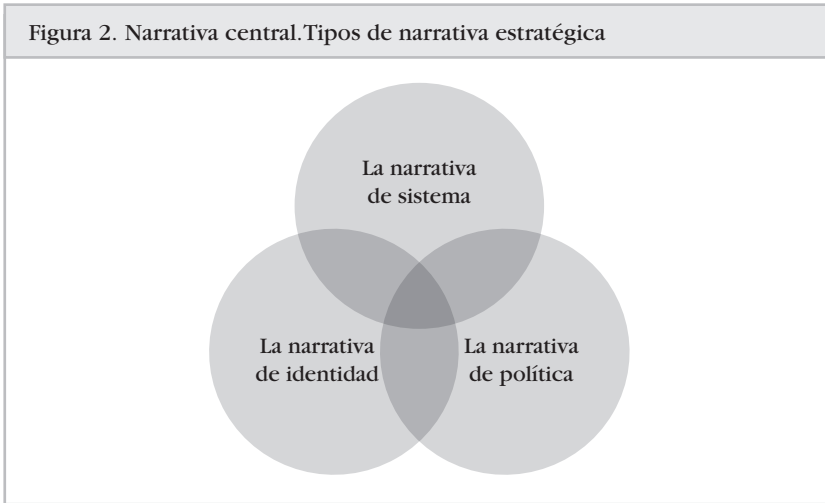 Figura 2. Narrativa central.Tipos de narrativa estratégica
La narrativa
de sistema
La narrativa
de identidad
La narrativa
de política